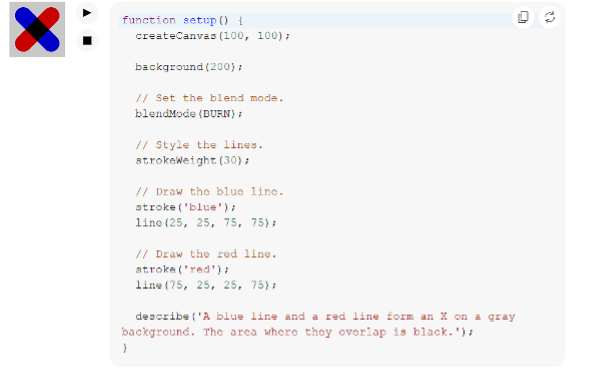 function setup() {
createCanvas(100, 100);
background(200);
// Set the blend mode.
blendMode(BURN);
// Style the lines.
strokeWeight(30);
// Draw the blue line.
stroke('blue');
line(25, 25, 75, 75);
// Draw the red line.
stroke('red');
line(75, 25, 25, 75);
describe('A blue line and a red line form an X on a gray
background. The area where they overlap is black.');
}